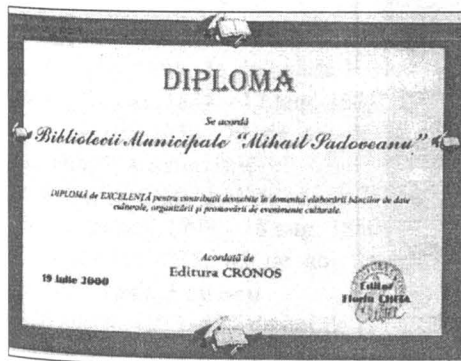 DIPLOMA
Se acordă
Bibliotecii Municipale "Mihail Sadoveanu"
DIPLOMĂ de EXCELENȚĂ pentru contribuții deosebite în domeniul elaborării băncilor de date
culturale, organizării și promovării de evenimente culturale.
Acordată de
Editura CRONOS
19 iulie 2000
Editor
Florin